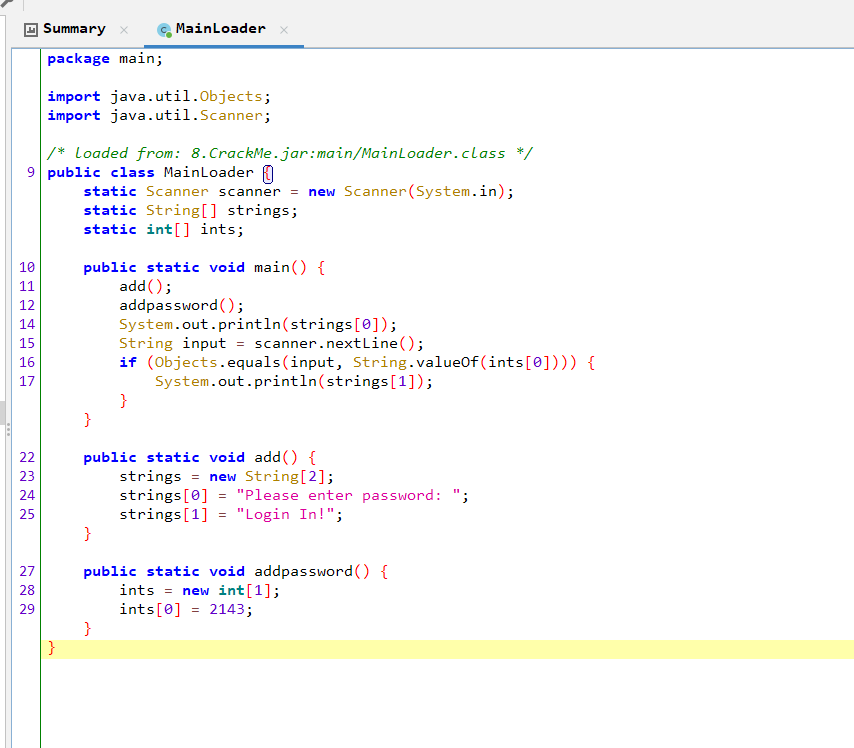 Summary × MainLoader ×
package main;
import java.util.Objects;
import java.util.Scanner;
/* loaded from: 8.CrackMe.jar:main/MainLoader.class */
9 public class MainLoader {
static Scanner scanner = new Scanner(System.in);
static String[] strings;
static int[] ints;
10 public static void main() {
11 add();
12 addpassword();
14 System.out.println(strings[0]);
15 String input = scanner.nextLine();
16 if (Objects.equals(input, String.valueOf(ints[0]))) {
17 System.out.println(strings[1]);
}
}
22 public static void add() {
23 strings = new String[2];
24 strings[0] = "Please enter password: ";
25 strings[1] = "Login In!";
}
27 public static void addpassword() {
28 ints = new int[1];
29 ints[0] = 2143;
}
}